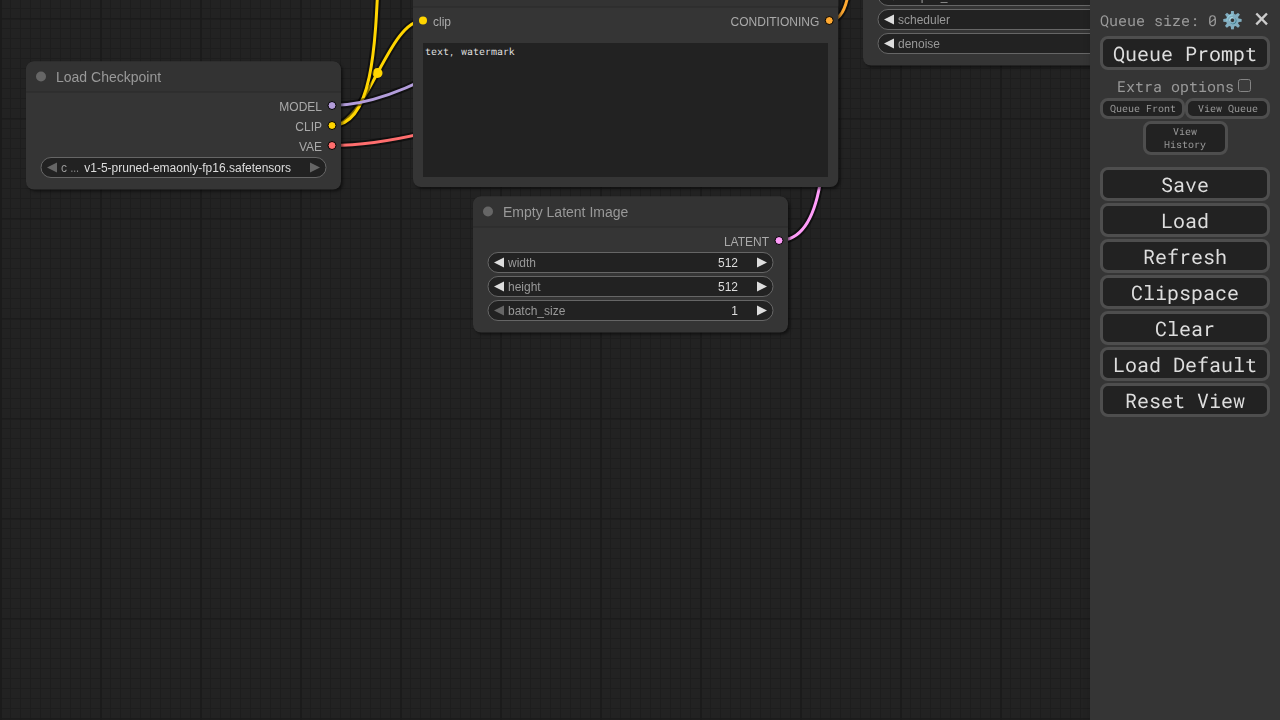 clip
CONDITIONING
text, watermark
scheduler
denoise
Load Checkpoint
MODEL
CLIP
VAE
c ... v1-5-pruned-emaonly-fp16.safetensors
Empty Latent Image
LATENT
width 512
height 512
batch_size 1
Queue size: 0
Queue Prompt
Extra options
Queue Front
View Queue
View
History
Save
Load
Refresh
Clipspace
Clear
Load Default
Reset View